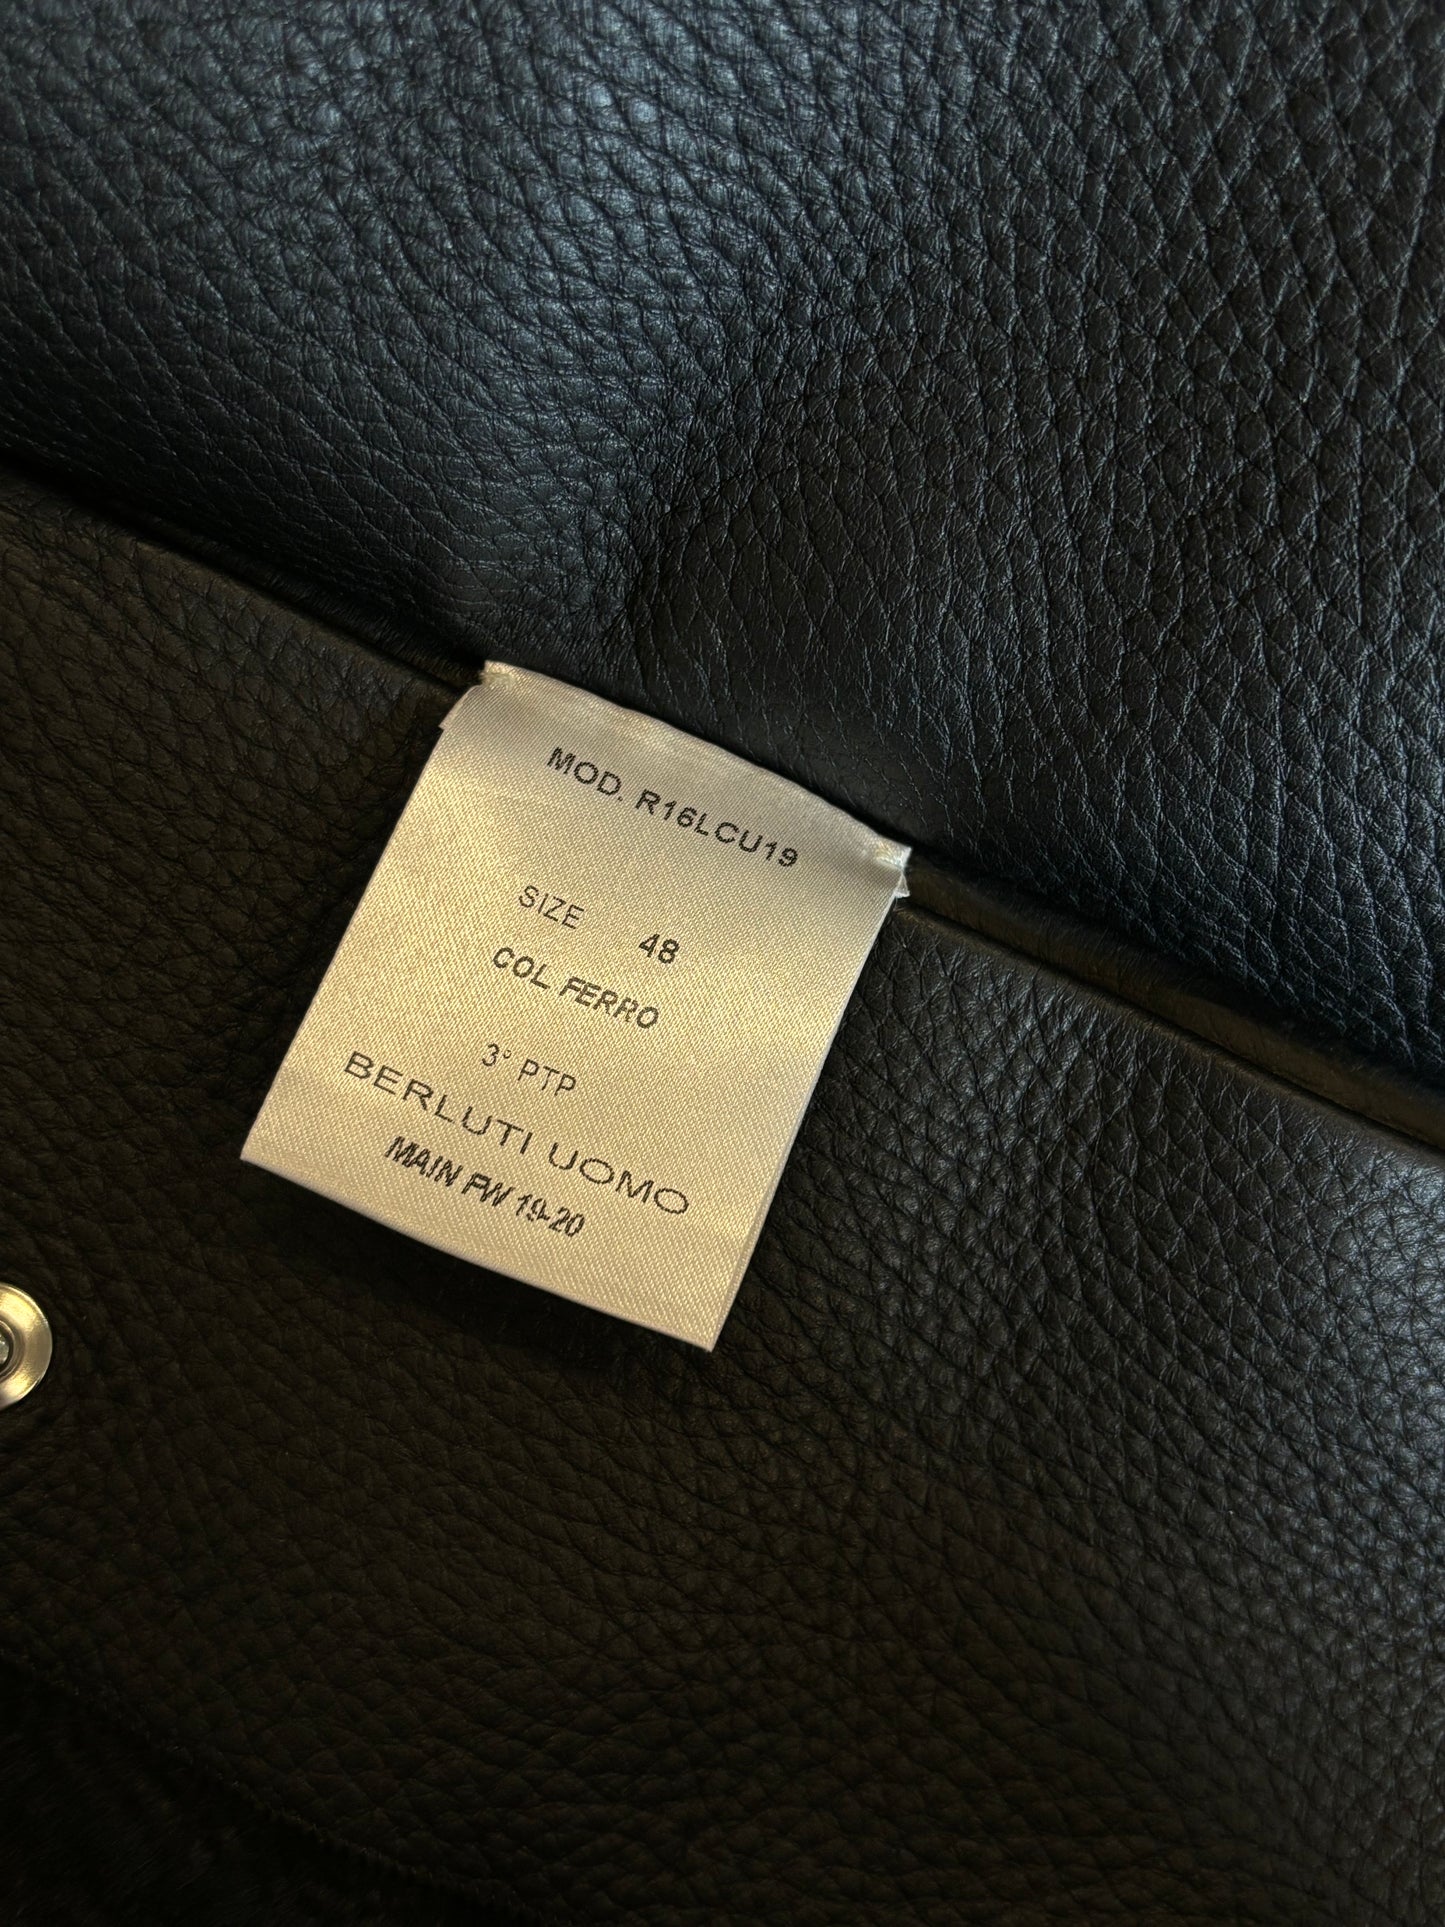 MOD. R16LCU19
SIZE 48
COL FERRO
3° PTP
BERLUTI UOMO
MAIN FW 19-20